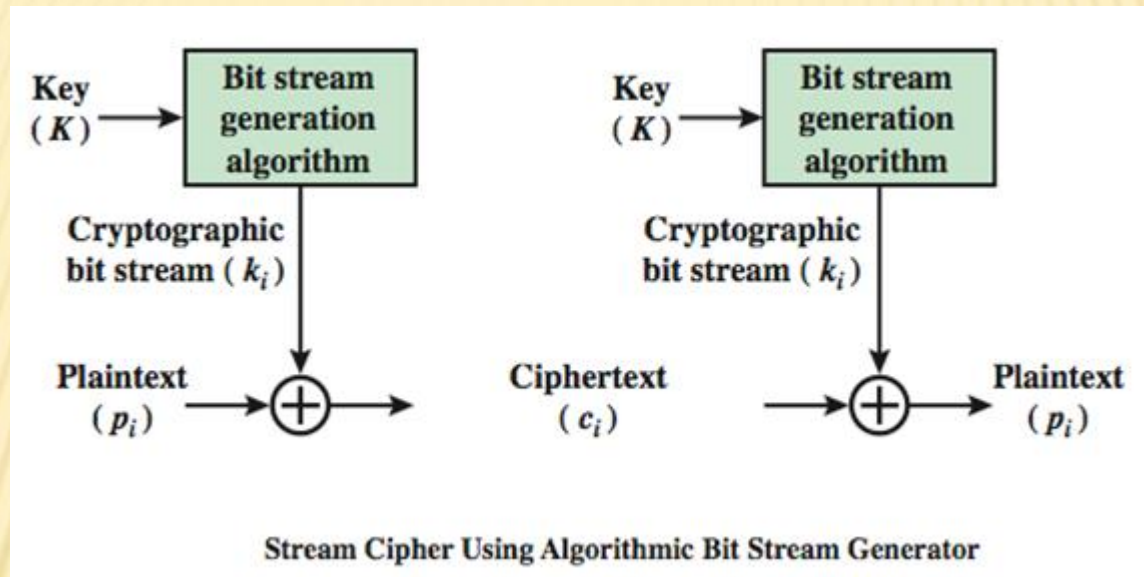 Key
(K)
Bit stream
generation
algorithm
Key
(K)
Bit stream
generation
algorithm
Cryptographic
bit stream ( kᵢ )
Cryptographic
bit stream ( kᵢ )
Plaintext
( pᵢ )
Ciphertext
( cᵢ )
Plaintext
( pᵢ )
Stream Cipher Using Algorithmic Bit Stream Generator